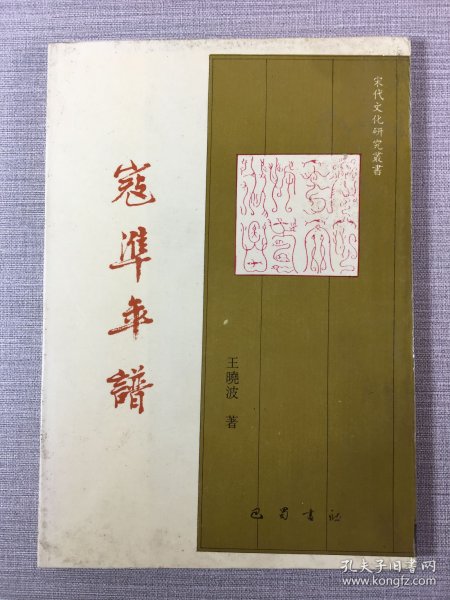 宋代文化研究叢書
寇準年譜
王曉波 著
巴蜀書社
孔夫子旧书网
www.kongfz.com